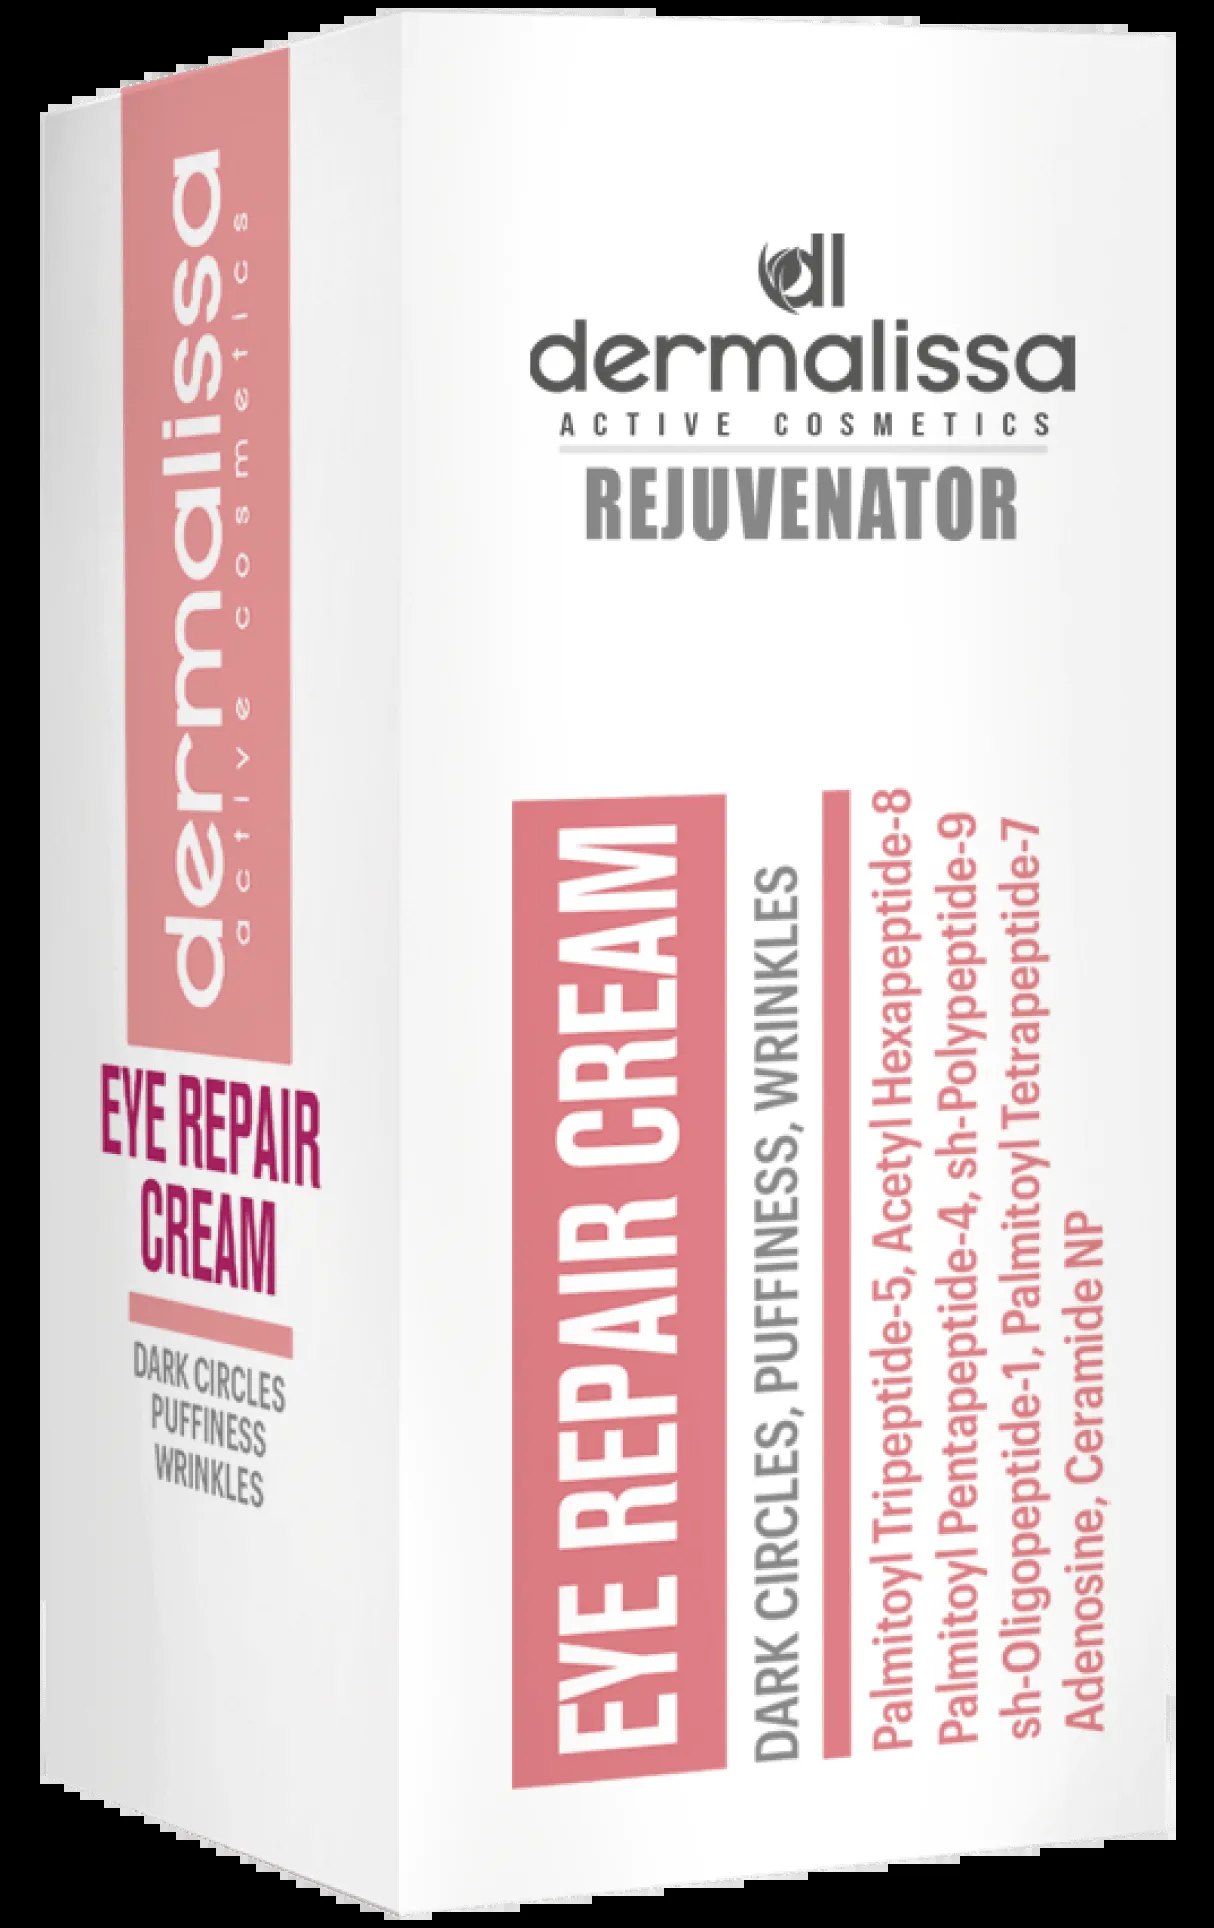 dermalissa
active cosmetics
EYE REPAIR
CREAM
DARK CIRCLES
PUFFINESS
WRINKLES
dl
dermalissa
ACTIVE COSMETICS
REJUVENATOR
EYE REPAIR CREAM
DARK CIRCLES, PUFFINESS, WRINKLES
Palmitoyl Tripeptide-5, Acetyl Hexapeptide-8
Palmitoyl Pentapeptide-4, sh-Polypeptide-9
sh-Oligopeptide-1, Palmitoyl Tetrapeptide-7
Adenosine, Ceramide NP